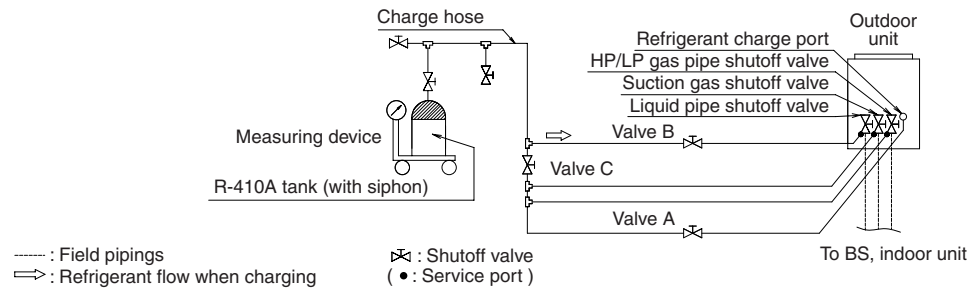 Charge hose
Outdoor
unit
Refrigerant charge port
HP/LP gas pipe shutoff valve
Suction gas shutoff valve
Liquid pipe shutoff valve
Measuring device
Valve B
Valve C
R-410A tank (with siphon)
Valve A
To BS, indoor unit
: Field pipings
: Refrigerant flow when charging
: Shutoff valve
( ● : Service port )